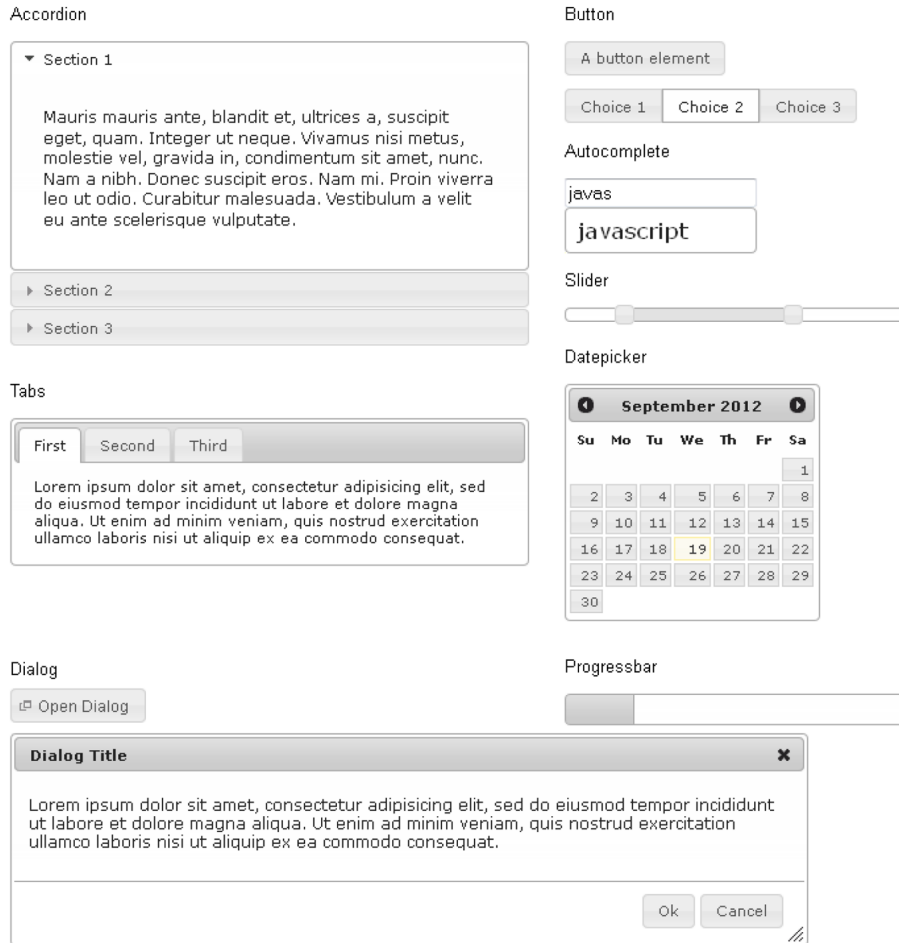 Accordion
Section 1
Mauris mauris ante, blandit et, ultrices a, suscipit
eget, quam. Integer ut neque. Vivamus nisi metus,
molestie vel, gravida in, condimentum sit amet, nunc.
Nam a nibh. Donec suscipit eros. Nam mi. Proin viverra
leo ut odio. Curabitur malesuada. Vestibulum a velit
eu ante scelerisque vulputate.
Section 2
Section 3
Tabs
First Second Third
Lorem ipsum dolor sit amet, consectetur adipisicing elit, sed
do eiusmod tempor incididunt ut labore et dolore magna
aliqua. Ut enim ad minim veniam, quis nostrud exercitation
ullamco laboris nisi ut aliquip ex ea commodo consequat.
Button
A button element
Choice 1 Choice 2 Choice 3
Autocomplete
javas
javascript
Slider
Datepicker
September 2012
Su Mo Tu We Th Fr Sa
1
2 3 4 5 6 7 8
9 10 11 12 13 14 15
16 17 18 19 20 21 22
23 24 25 26 27 28 29
30
Progressbar
Dialog
Open Dialog
Dialog Title
Lorem ipsum dolor sit amet, consectetur adipisicing elit, sed do eiusmod tempor incididunt
ut labore et dolore magna aliqua. Ut enim ad minim veniam, quis nostrud exercitation
ullamco laboris nisi ut aliquip ex ea commodo consequat.
Ok Cancel